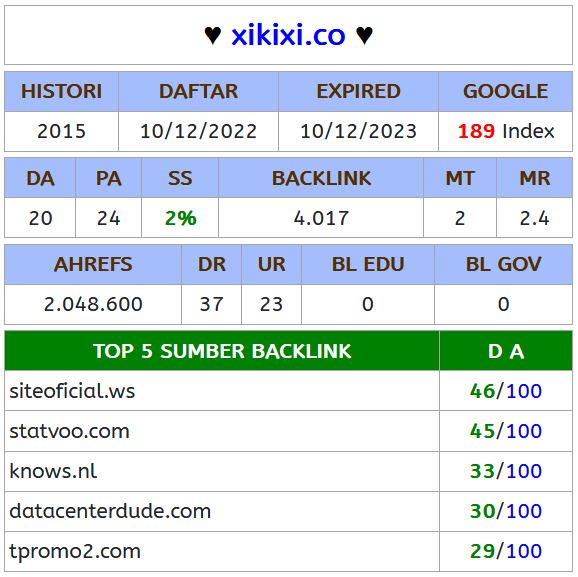 ♥ xikixi.co ♥
HISTORI DAFTAR EXPIRED GOOGLE
2015 10/12/2022 10/12/2023 189 Index
DA PA SS BACKLINK MT MR
20 24 2% 4.017 2 2.4
AHREFS DR UR BL EDU BL GOV
2.048.600 37 23 0 0
TOP 5 SUMBER BACKLINK D A
siteoficial.ws 46/100
statvoo.com 45/100
knows.nl 33/100
datacenterdude.com 30/100
tpromo2.com 29/100